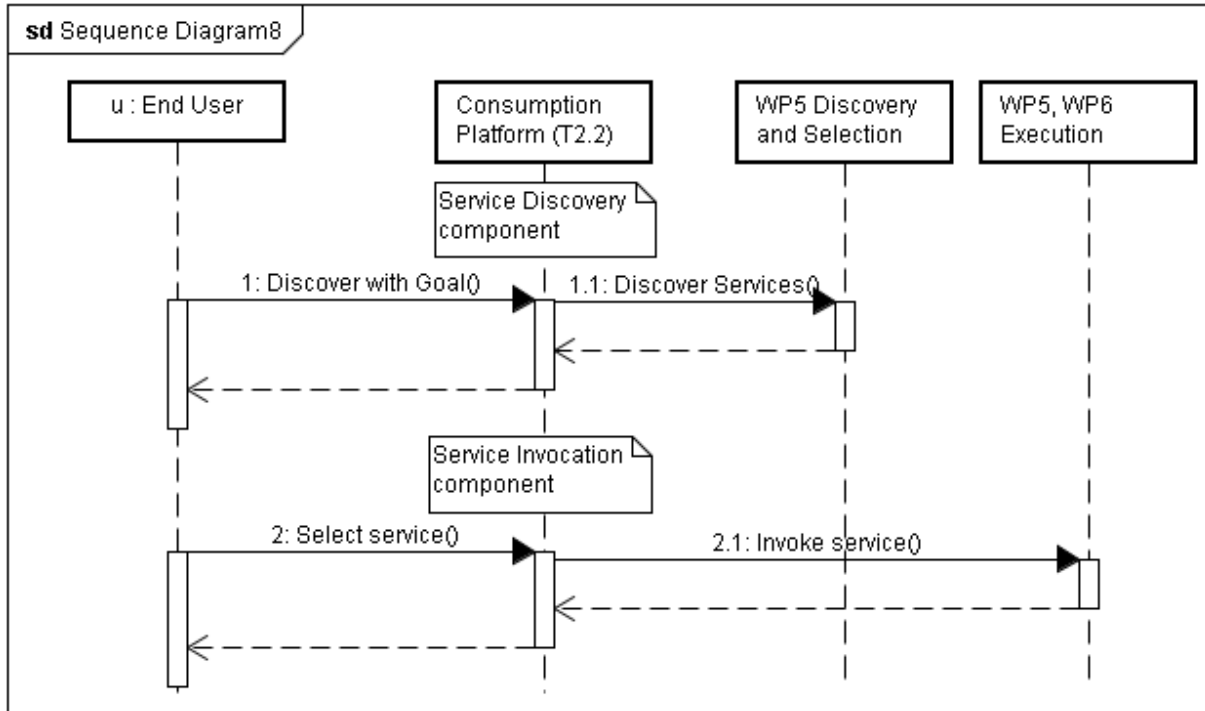 sd Sequence Diagram8
u : End User
Consumption
Platform (T2.2)
WP5 Discovery
and Selection
WP5, WP6
Execution
Service Discovery
component
1: Discover with Goal()
1.1: Discover Services()
Service Invocation
component
2: Select service()
2.1: Invoke service()